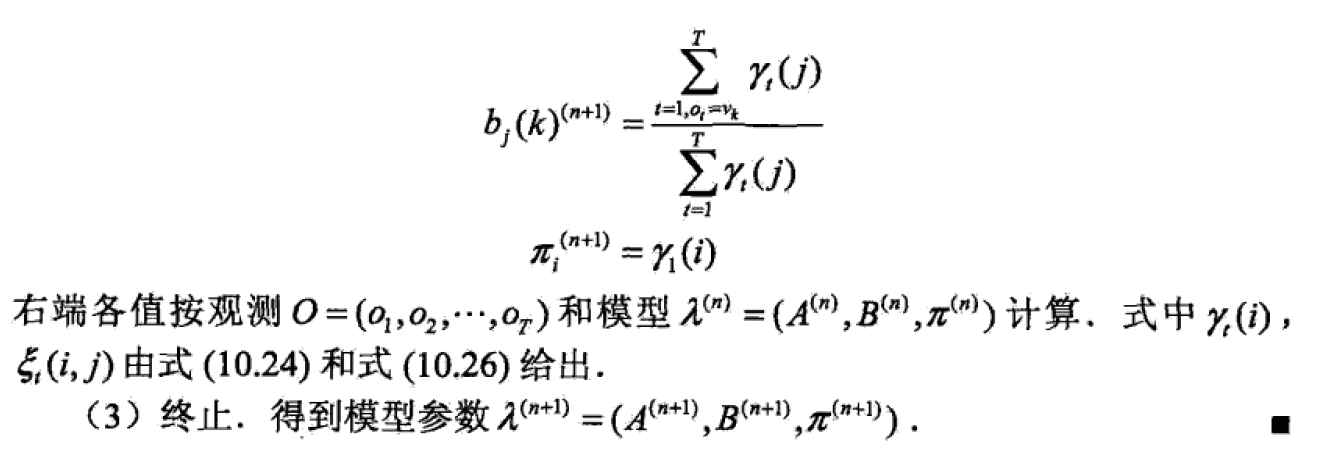 $$b_j(k)^{(n+1)} = \frac{\sum_{t=1,o_t=v_k}^{T} \gamma_t(j)}{\sum_{t=1}^{T} \gamma_t(j)}$$
$$\pi_i^{(n+1)} = \gamma_1(i)$$
右端各值按观测 $O=(o_1,o_2,\cdots,o_T)$ 和模型 $\lambda^{(n)}=(A^{(n)},B^{(n)},\pi^{(n)})$ 计算．式中 $\gamma_t(i)$，
$\xi_t(i,j)$ 由式 (10.24) 和式 (10.26) 给出．
（3）终止．得到模型参数 $\lambda^{(n+1)}=(A^{(n+1)},B^{(n+1)},\pi^{(n+1)})$． ■